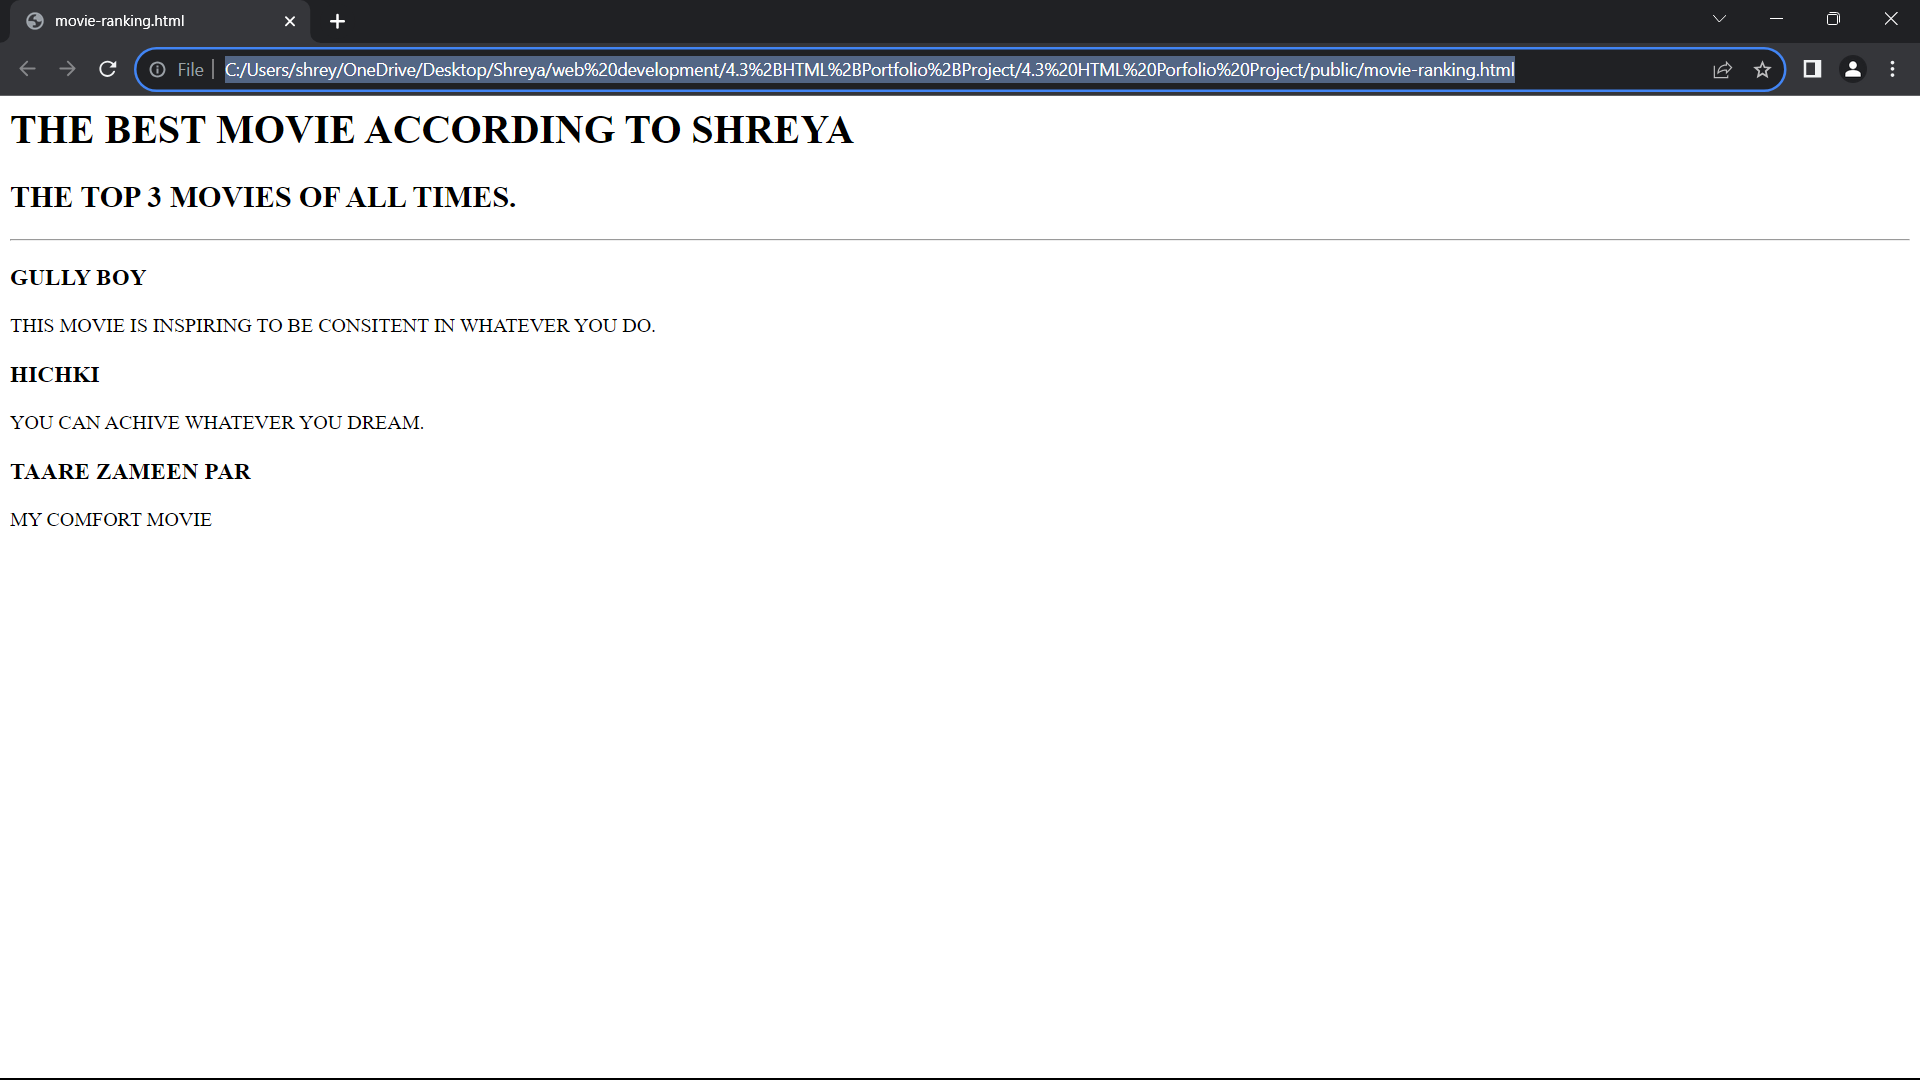 movie-ranking.html
File C:/Users/shrey/OneDrive/Desktop/Shreya/web%20development/4.3%2BHTML%2BPortfolio%2BProject/4.3%20HTML%20Porfolio%20Project/public/movie-ranking.html
THE BEST MOVIE ACCORDING TO SHREYA
THE TOP 3 MOVIES OF ALL TIMES.
GULLY BOY
THIS MOVIE IS INSPIRING TO BE CONSITENT IN WHATEVER YOU DO.
HICHKI
YOU CAN ACHIVE WHATEVER YOU DREAM.
TAARE ZAMEEN PAR
MY COMFORT MOVIE